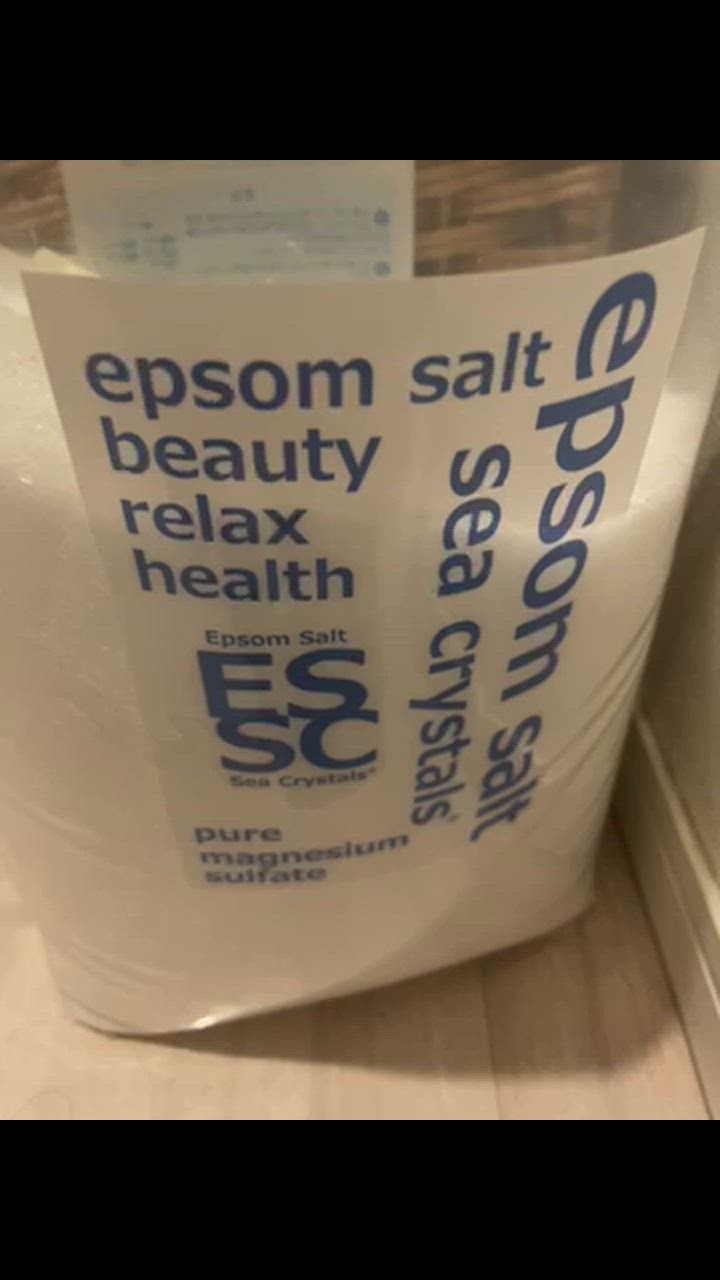 epsom salt
beauty
relax
health
Epsom Salt
ES
SC
Sea Crystals®
pure
magnesium
sulfate
epsom salt
sea crystals®